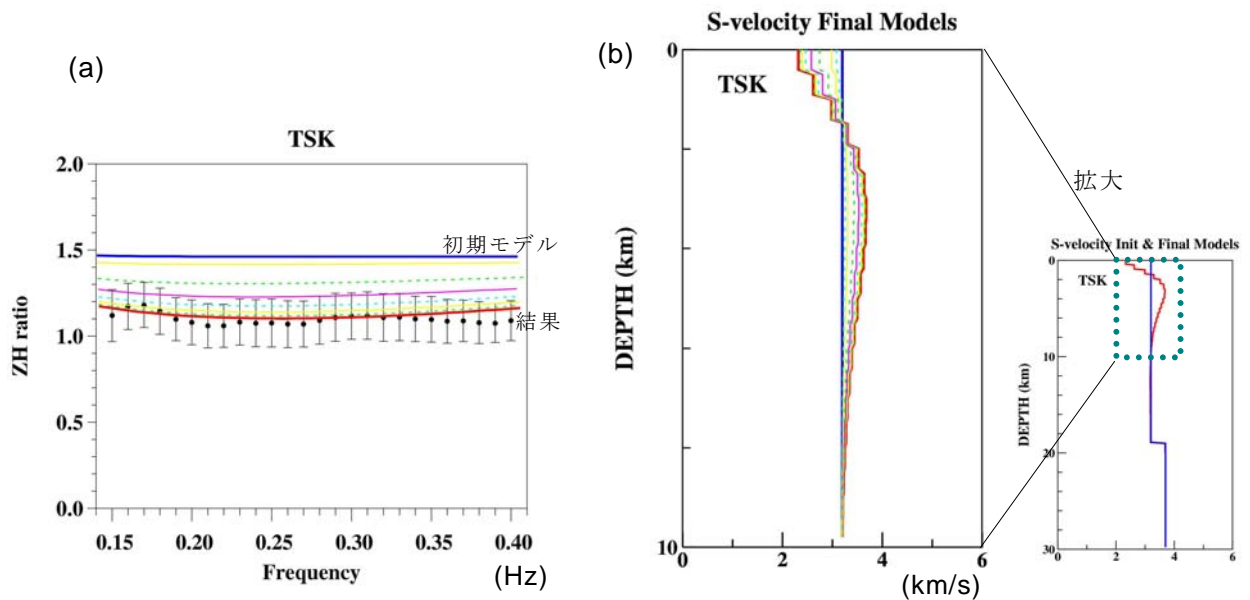 (a)
TSK
2.0
1.5
1.0
0.5
0.0
ZH ratio
初期モデル
結果
0.15 0.20 0.25 0.30 0.35 0.40
Frequency
(Hz)
(b)
S-velocity Final Models
TSK
0
10
DEPTH (km)
0 2 4 6
(km/s)
拡大
S-velocity Init & Final Models
TSK
0
10
20
30
DEPTH (km)
0 2 4 6